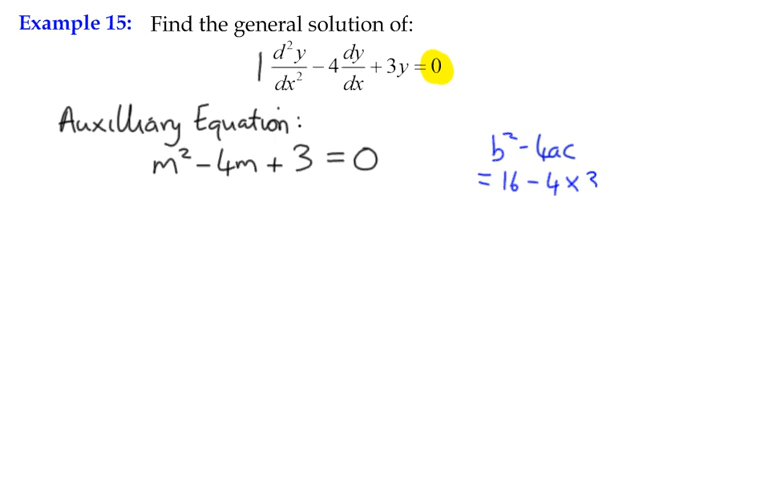 Example 15: Find the general solution of:
1 d²y/dx² − 4 dy/dx + 3y = 0
Auxilliary Equation:
m² − 4m + 3 = 0
b² − 4ac
= 16 − 4 × 3